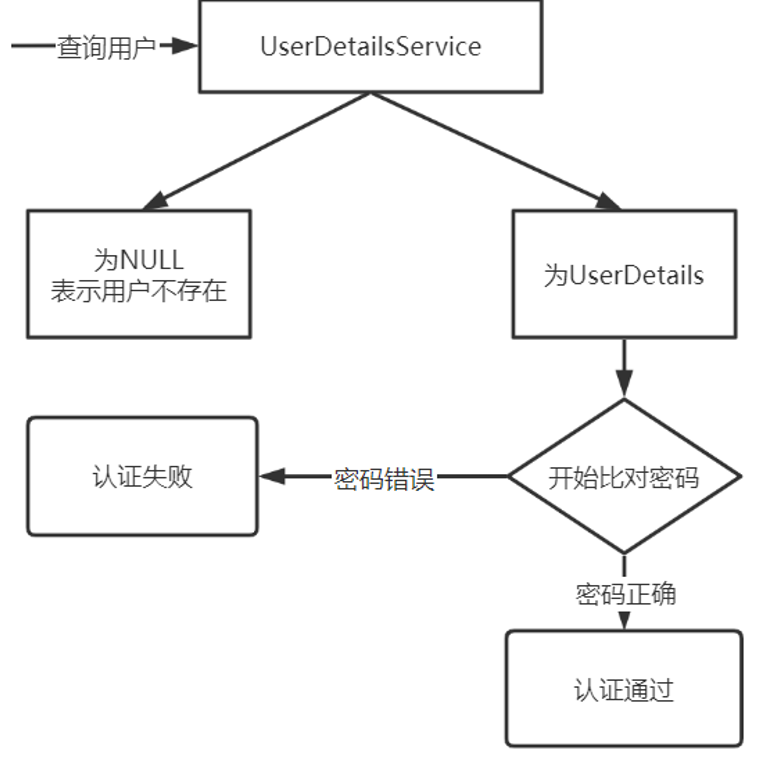 查询用户
UserDetailsService
为NULL
表示用户不存在
为UserDetails
认证失败
密码错误
开始比对密码
密码正确
认证通过